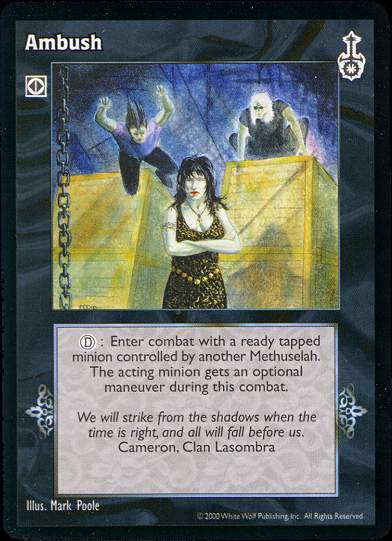 Ambush
Ⓓ : Enter combat with a ready tapped
minion controlled by another Methuselah.
The acting minion gets an optional
maneuver during this combat.
We will strike from the shadows when the
time is right, and all will fall before us.
Cameron, Clan Lasombra
Illus. Mark Poole
© 2000 White Wolf Publishing, Inc. All Rights Reserved.